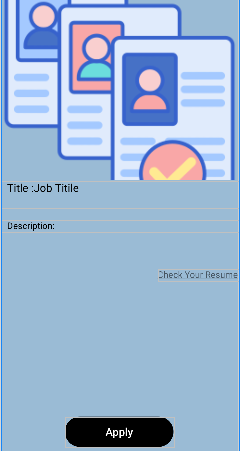 Title :Job Titile
Description:
Check Your Resume
Apply